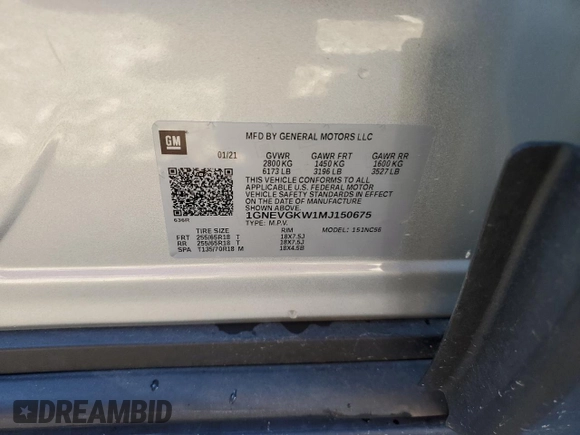 GM
MFD BY GENERAL MOTORS LLC
01/21 GVWR GAWR FRT GAWR RR
2800 KG 1450 KG 1600 KG
6173 LB 3196 LB 3527 LB
THIS VEHICLE CONFORMS TO ALL
APPLICABLE U.S. FEDERAL MOTOR
VEHICLE SAFETY STANDARDS IN EFFECT
ON THE DATE OF MANUFACTURE
SHOWN ABOVE.
1GNEVGKW1MJ150675
636R TYPE: M.P.V. MODEL: 151NC56
TIRE SIZE RIM
FRT 255/65R18 T 18X7.5J
RR 255/65R18 T 18X7.5J
SPA T135/70R18 M 18X4.5B
DREAMBID